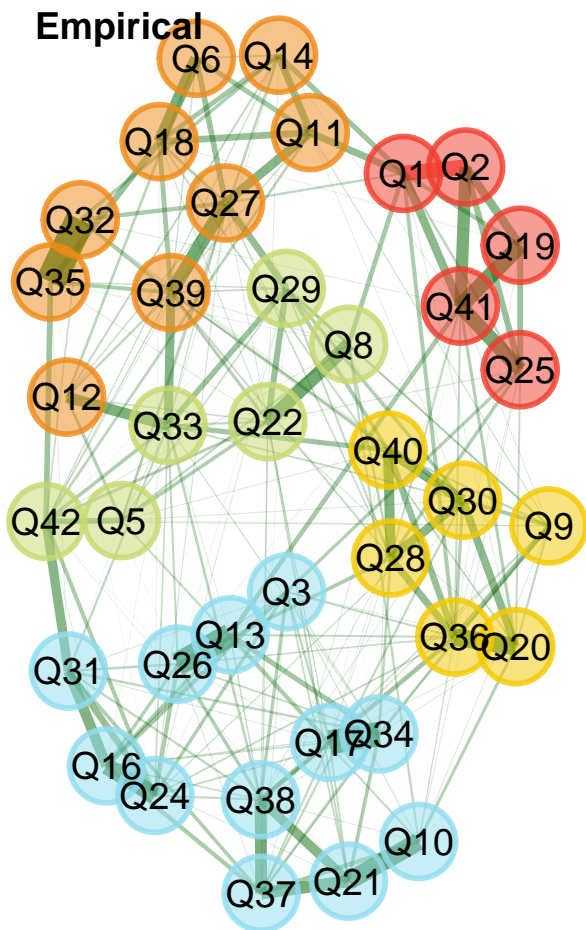 Empirical
Q6 Q14
Q18 Q11
Q1 Q2
Q32 Q27
Q19
Q35 Q39 Q29 Q41
Q8
Q25
Q12 Q33 Q22
Q40
Q42 Q5 Q30 Q9
Q28
Q3
Q31 Q26 Q13 Q36 Q20
Q16 Q24 Q17 Q34
Q38
Q10
Q37 Q21